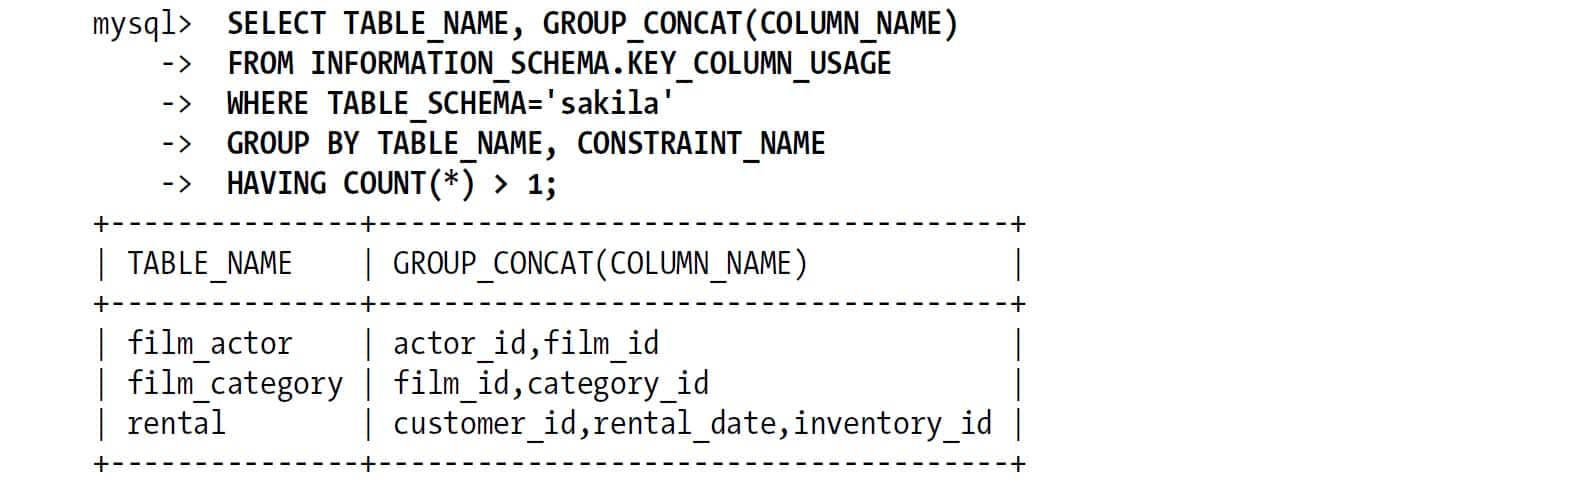 mysql>  SELECT TABLE_NAME, GROUP_CONCAT(COLUMN_NAME)
    ->  FROM INFORMATION_SCHEMA.KEY_COLUMN_USAGE
    ->  WHERE TABLE_SCHEMA='sakila'
    ->  GROUP BY TABLE_NAME, CONSTRAINT_NAME
    ->  HAVING COUNT(*) > 1;
+---------------+--------------------------------------+
| TABLE_NAME    | GROUP_CONCAT(COLUMN_NAME)            |
+---------------+--------------------------------------+
| film_actor    | actor_id,film_id                     |
| film_category | film_id,category_id                  |
| rental        | customer_id,rental_date,inventory_id |
+---------------+--------------------------------------+